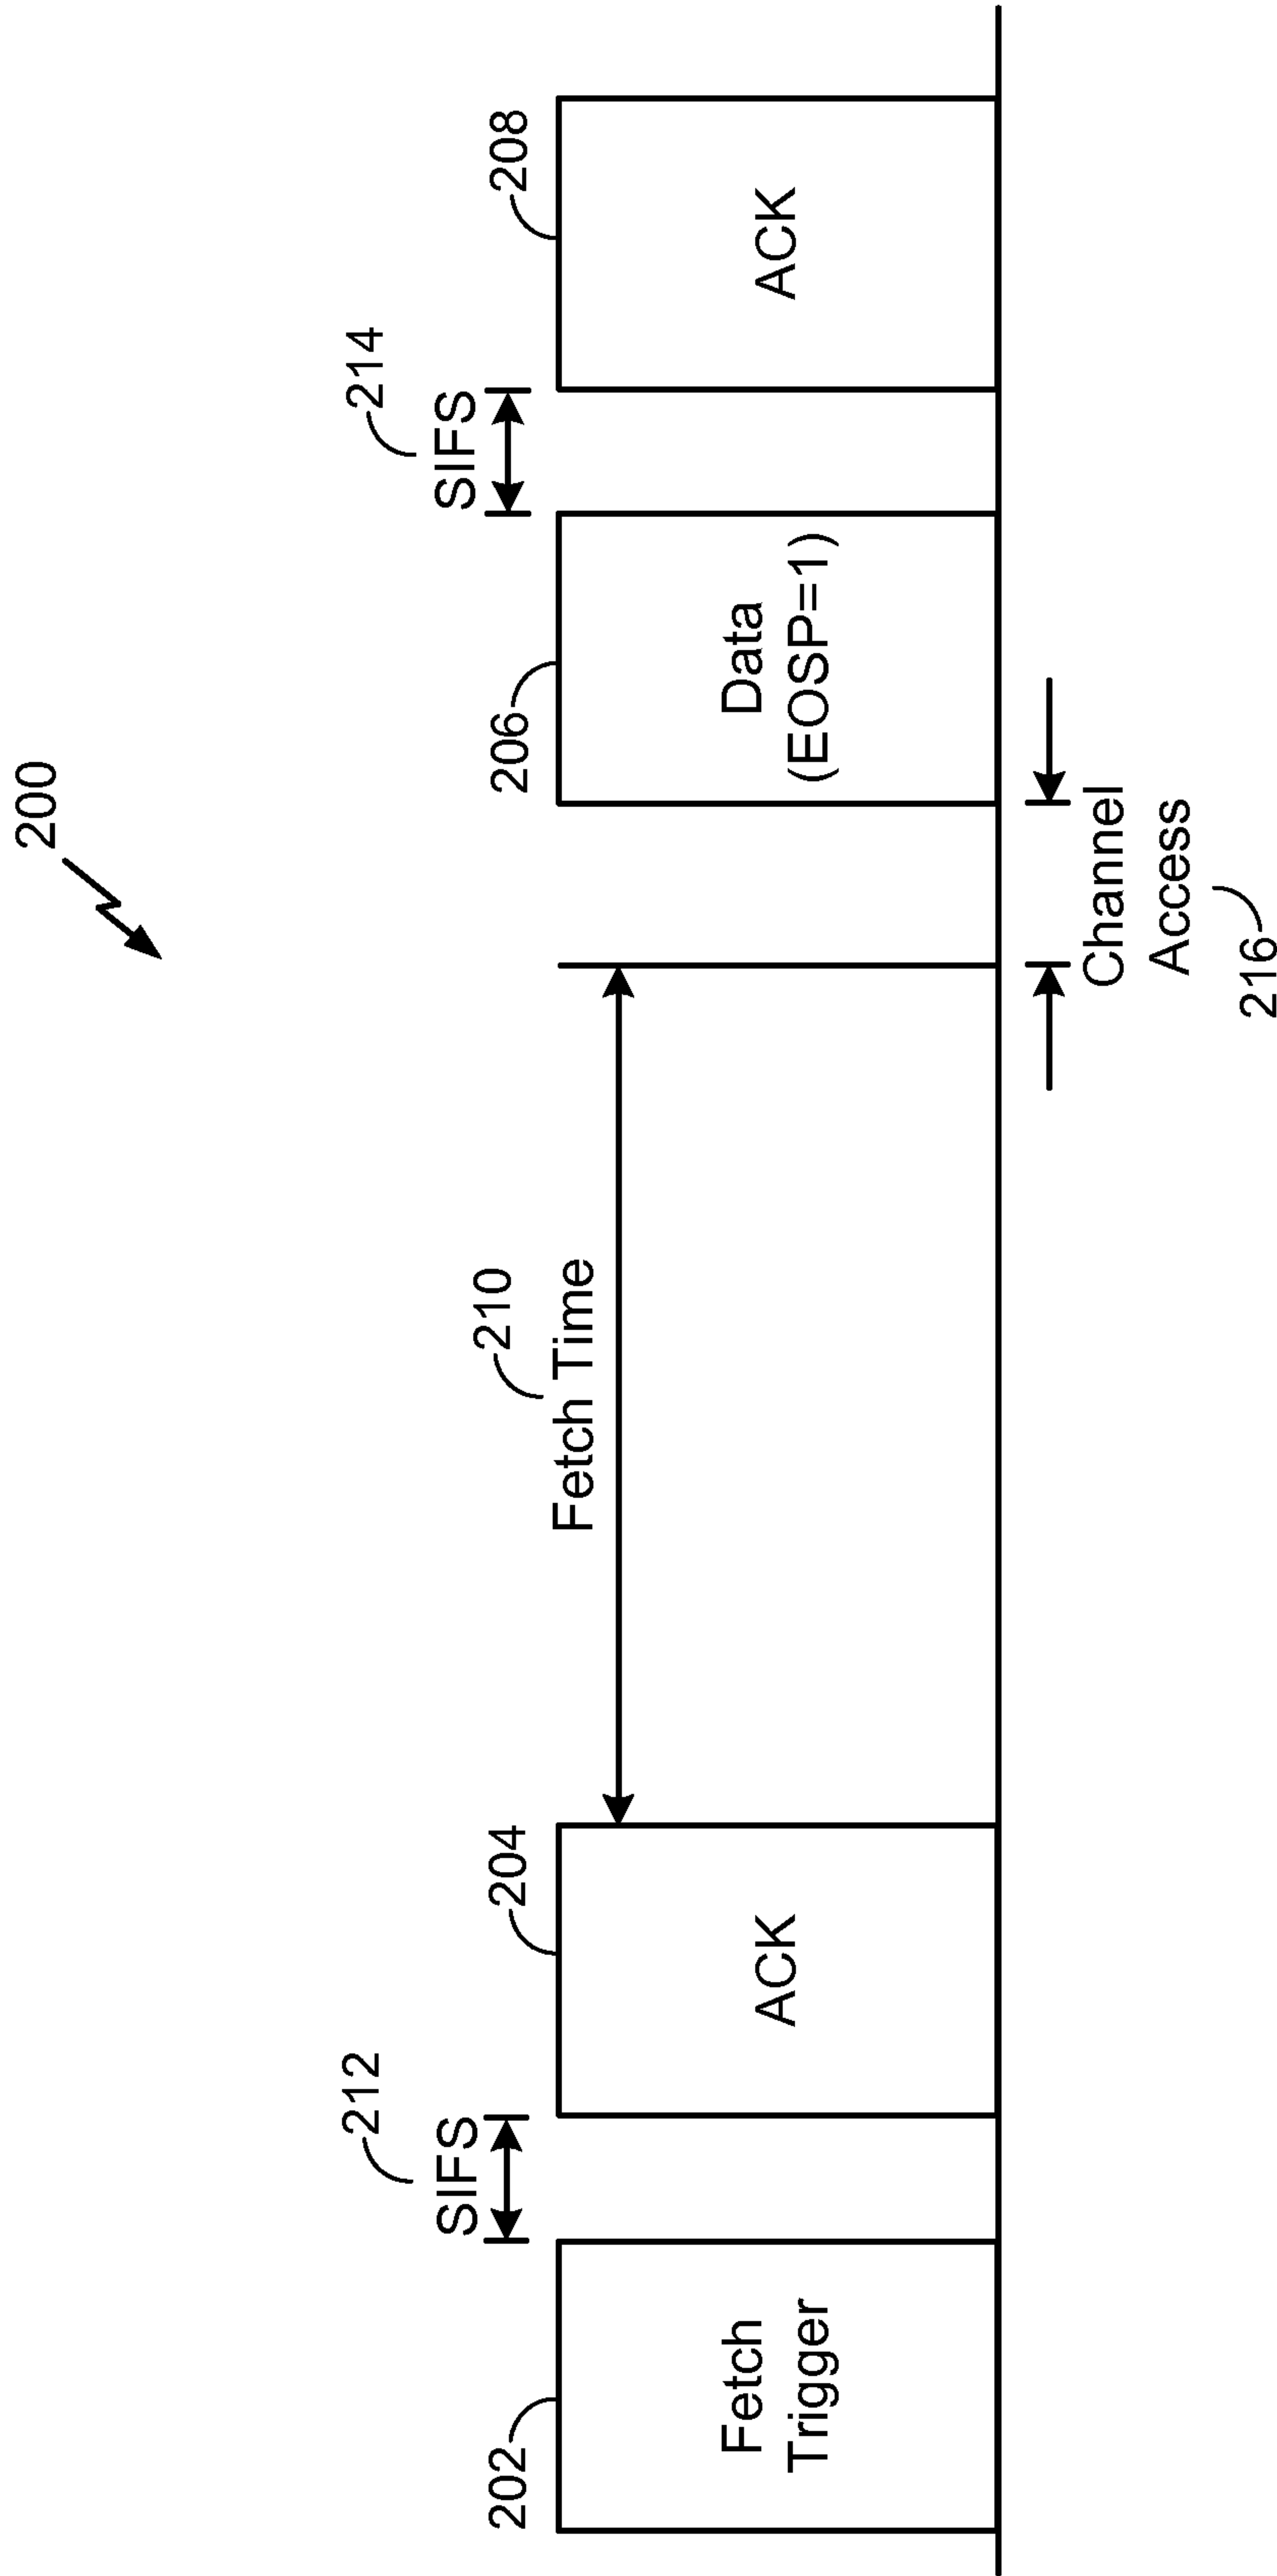 200
212
SIFS
214
SIFS
210
Fetch Time
202
204
206
208
Fetch
Trigger
ACK
Data
(EOSP=1)
ACK
Channel
Access
216